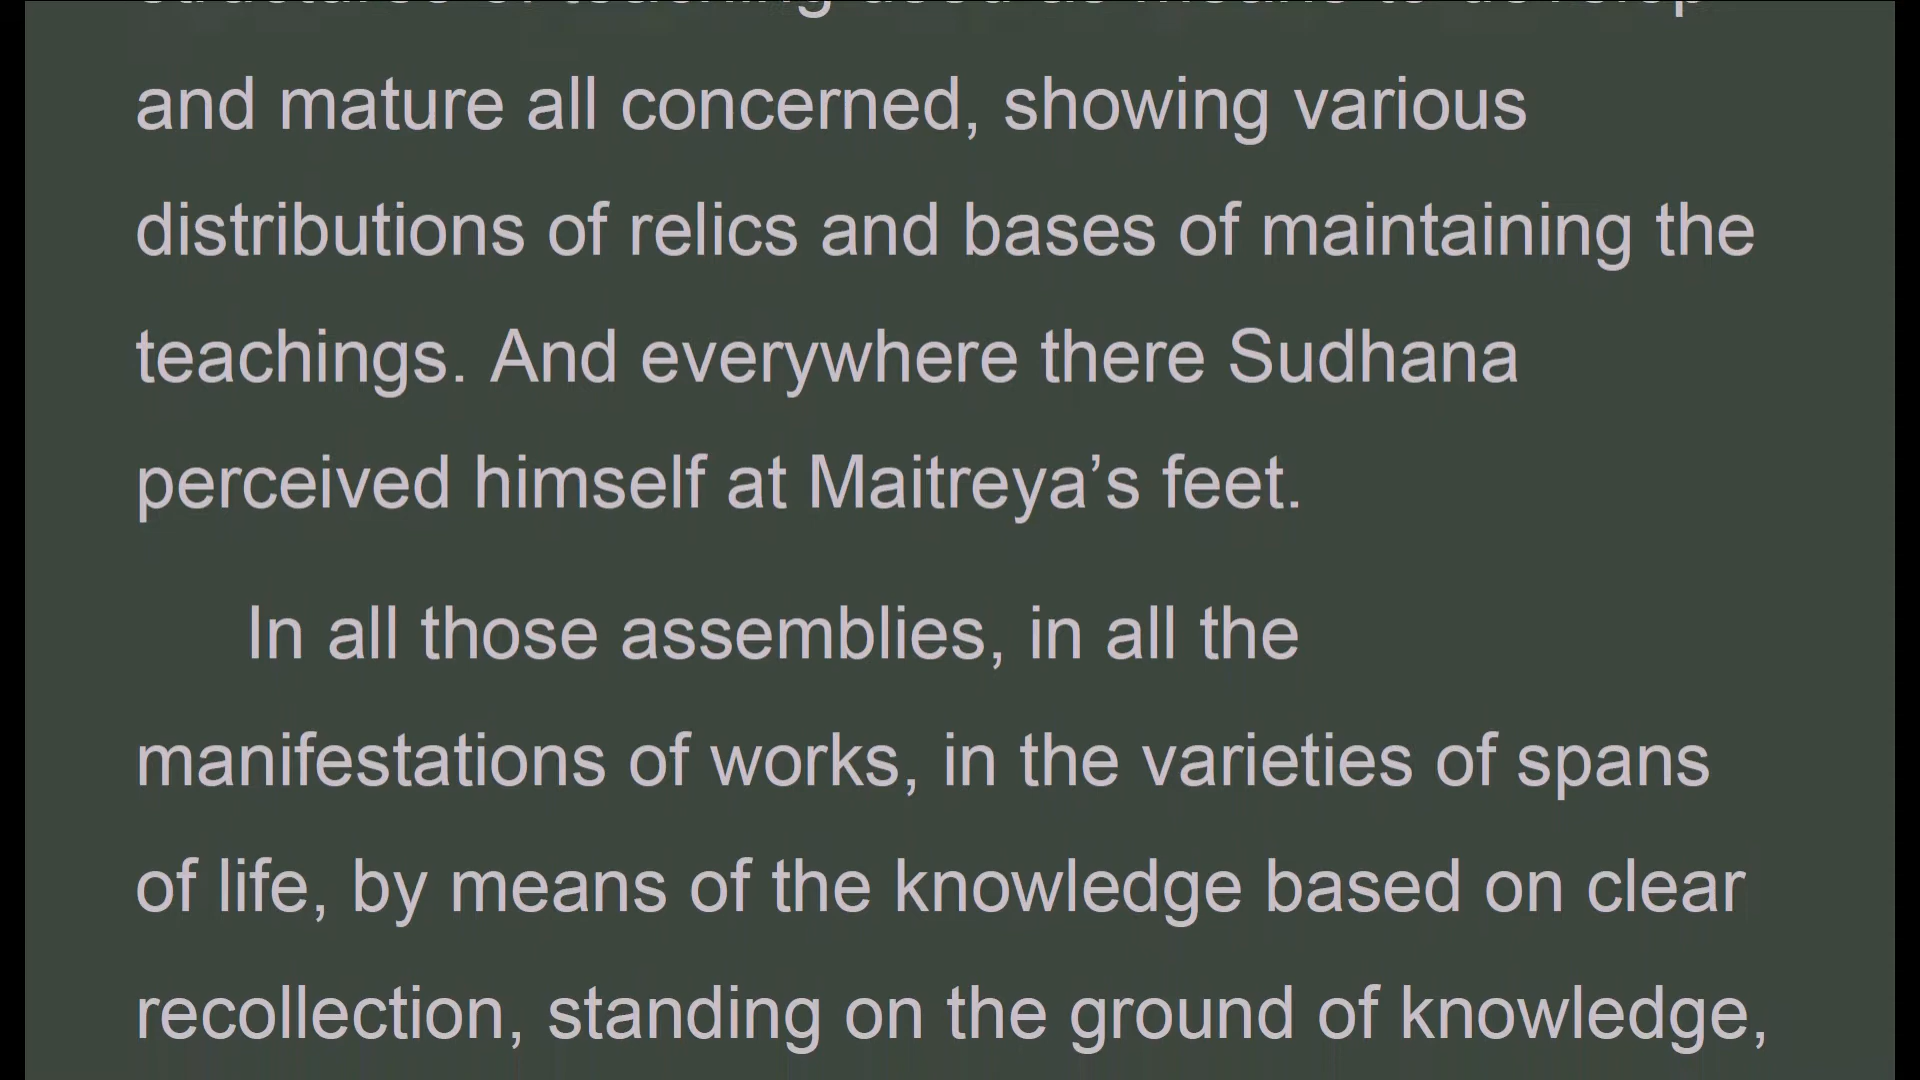 and mature all concerned, showing various
distributions of relics and bases of maintaining the
teachings. And everywhere there Sudhana
perceived himself at Maitreya’s feet.
In all those assemblies, in all the
manifestations of works, in the varieties of spans
of life, by means of the knowledge based on clear
recollection, standing on the ground of knowledge,